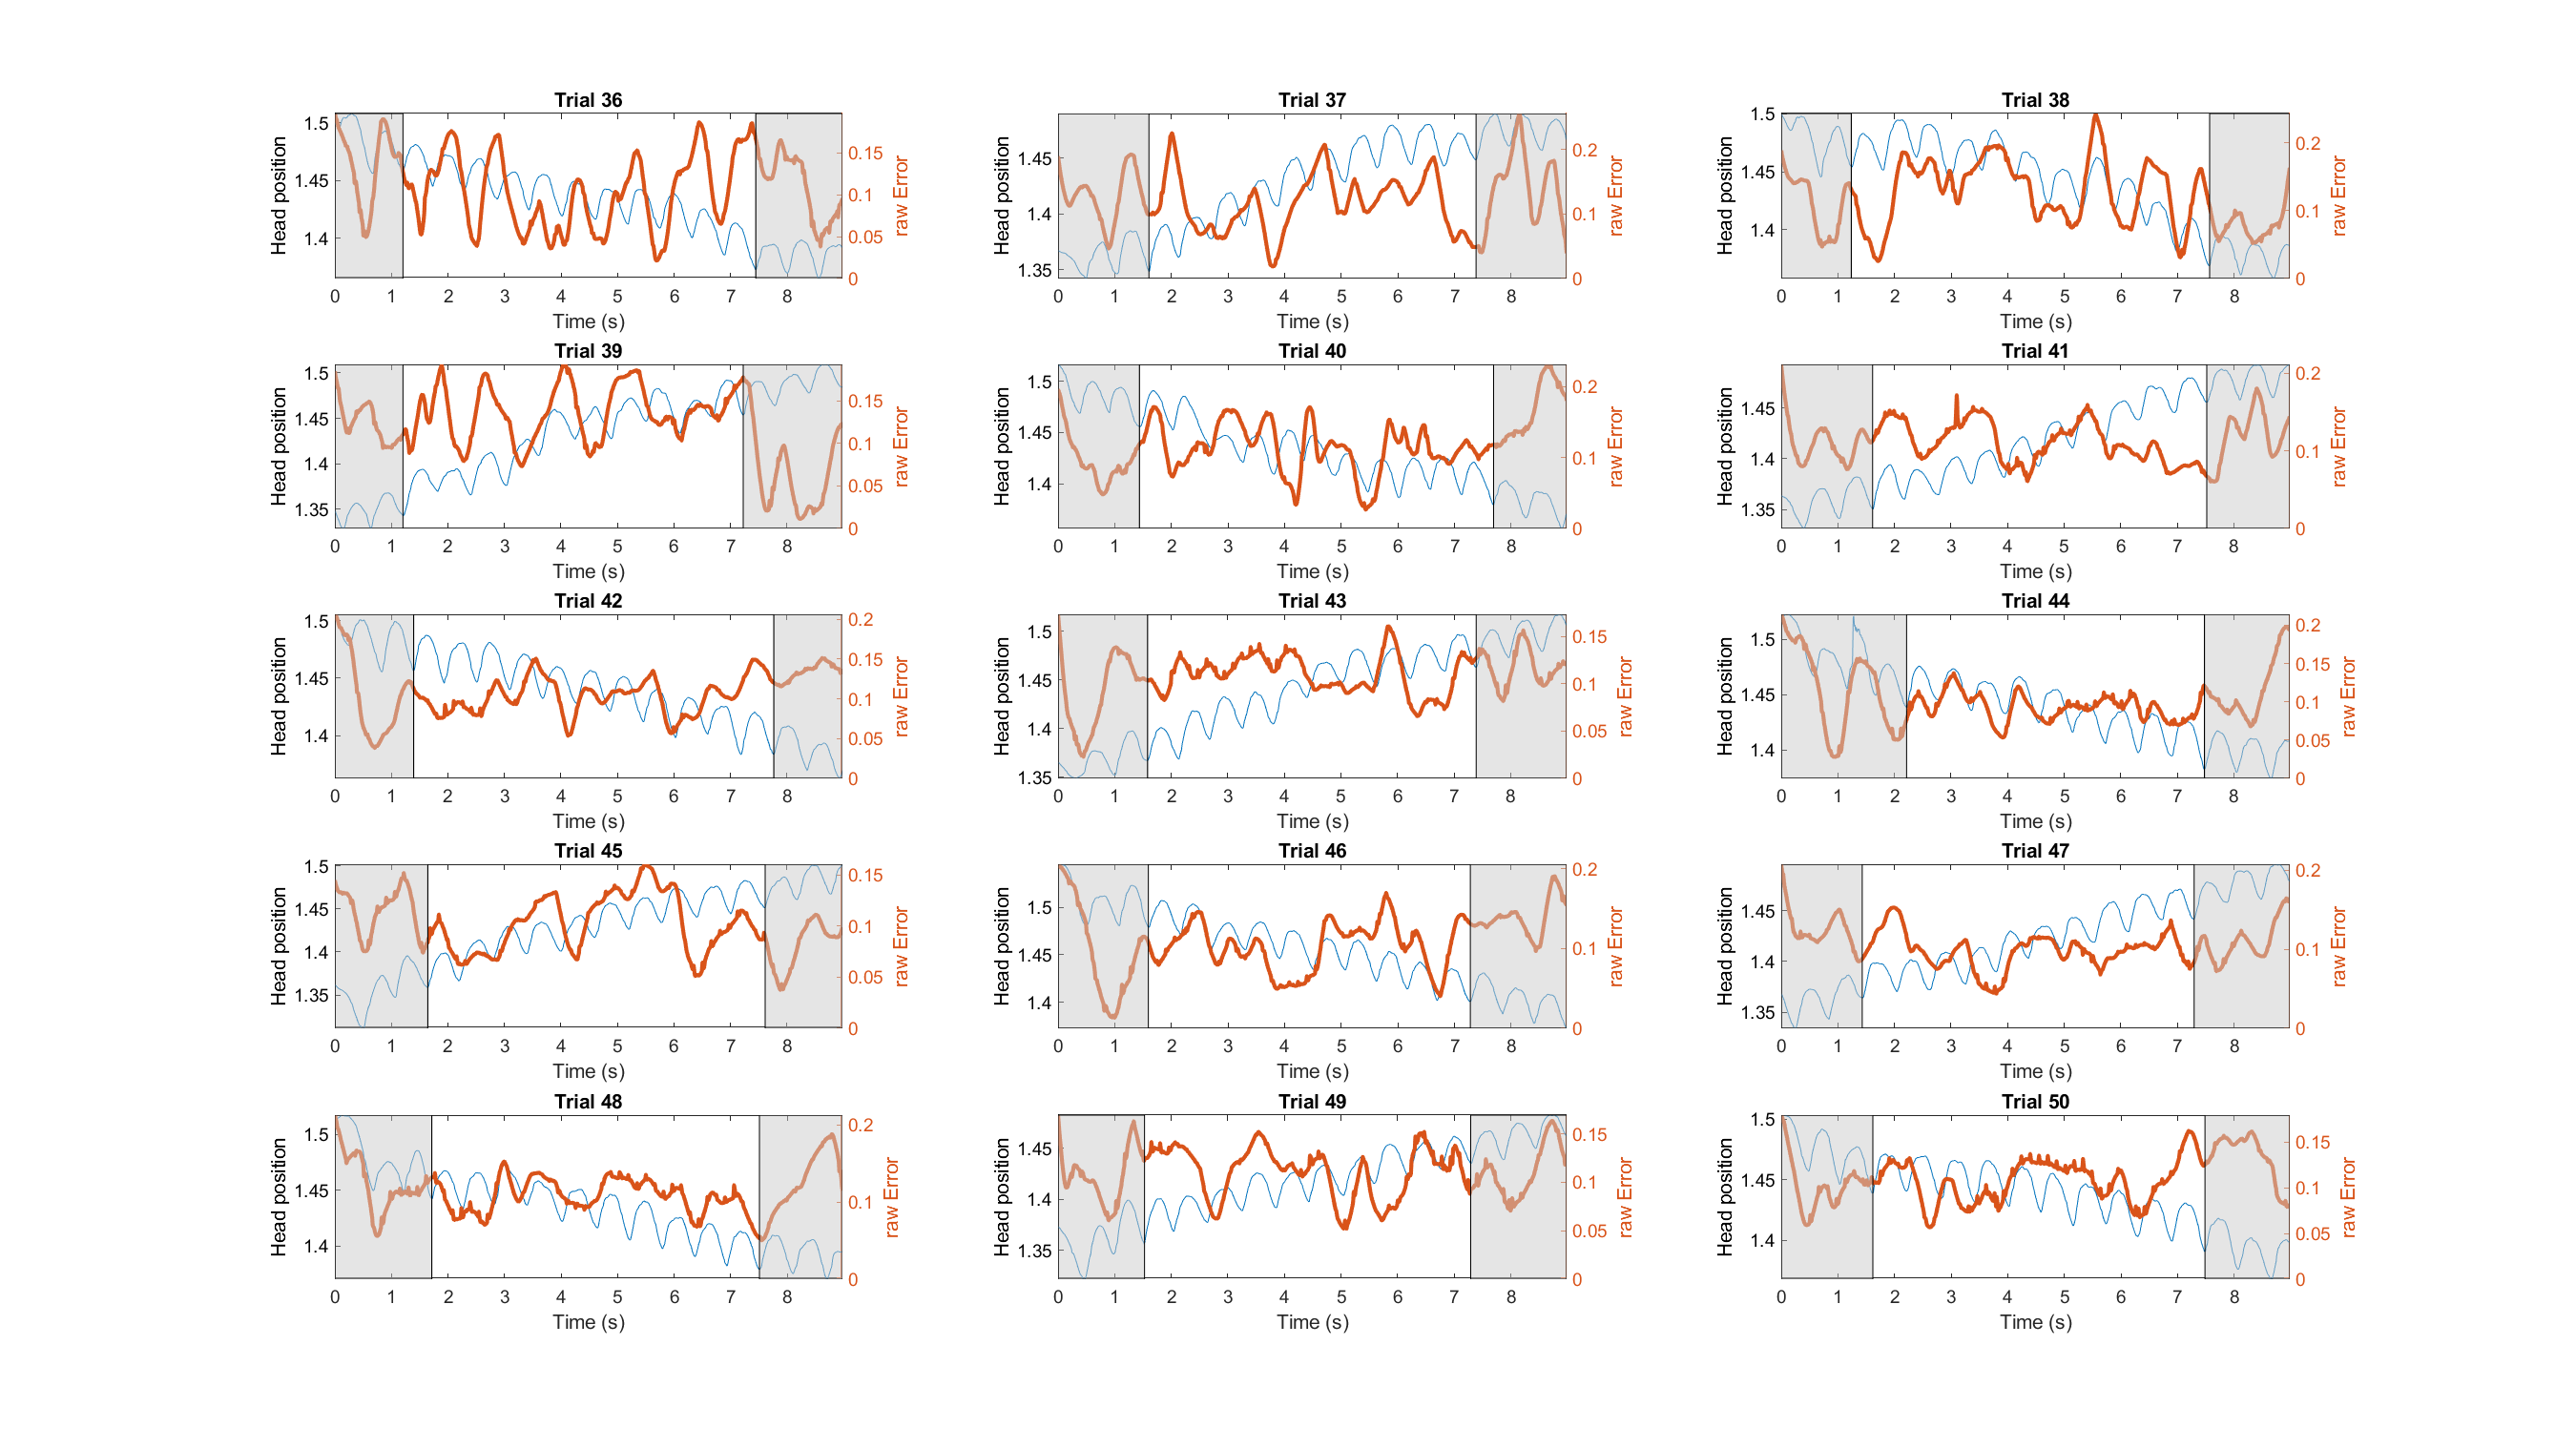 Trial 36
Head position
1.5
1.45
1.4
0.15
0.1
0.05
0
raw Error
0 1 2 3 4 5 6 7 8
Time (s)
Trial 37
Head position
1.45
1.4
1.35
0.2
0.1
0
raw Error
0 1 2 3 4 5 6 7 8
Time (s)
Trial 38
Head position
1.5
1.45
1.4
0.2
0.1
0
raw Error
0 1 2 3 4 5 6 7 8
Time (s)
Trial 39
Head position
1.5
1.45
1.4
1.35
0.15
0.1
0.05
0
raw Error
0 1 2 3 4 5 6 7 8
Time (s)
Trial 40
Head position
1.5
1.45
1.4
0.2
0.1
0
raw Error
0 1 2 3 4 5 6 7 8
Time (s)
Trial 41
Head position
1.45
1.4
1.35
0.2
0.1
0
raw Error
0 1 2 3 4 5 6 7 8
Time (s)
Trial 42
Head position
1.5
1.45
1.4
0.2
0.15
0.1
0.05
0
raw Error
0 1 2 3 4 5 6 7 8
Time (s)
Trial 43
Head position
1.5
1.45
1.4
1.35
0.15
0.1
0.05
0
raw Error
0 1 2 3 4 5 6 7 8
Time (s)
Trial 44
Head position
1.5
1.45
1.4
0.2
0.15
0.1
0.05
0
raw Error
0 1 2 3 4 5 6 7 8
Time (s)
Trial 45
Head position
1.5
1.45
1.4
1.35
0.15
0.1
0.05
0
raw Error
0 1 2 3 4 5 6 7 8
Time (s)
Trial 46
Head position
1.5
1.45
1.4
0.2
0.1
0
raw Error
0 1 2 3 4 5 6 7 8
Time (s)
Trial 47
Head position
1.45
1.4
1.35
0.2
0.1
0
raw Error
0 1 2 3 4 5 6 7 8
Time (s)
Trial 48
Head position
1.5
1.45
1.4
0.2
0.1
0
raw Error
0 1 2 3 4 5 6 7 8
Time (s)
Trial 49
Head position
1.45
1.4
1.35
0.15
0.1
0.05
0
raw Error
0 1 2 3 4 5 6 7 8
Time (s)
Trial 50
Head position
1.5
1.45
1.4
0.15
0.1
0.05
0
raw Error
0 1 2 3 4 5 6 7 8
Time (s)